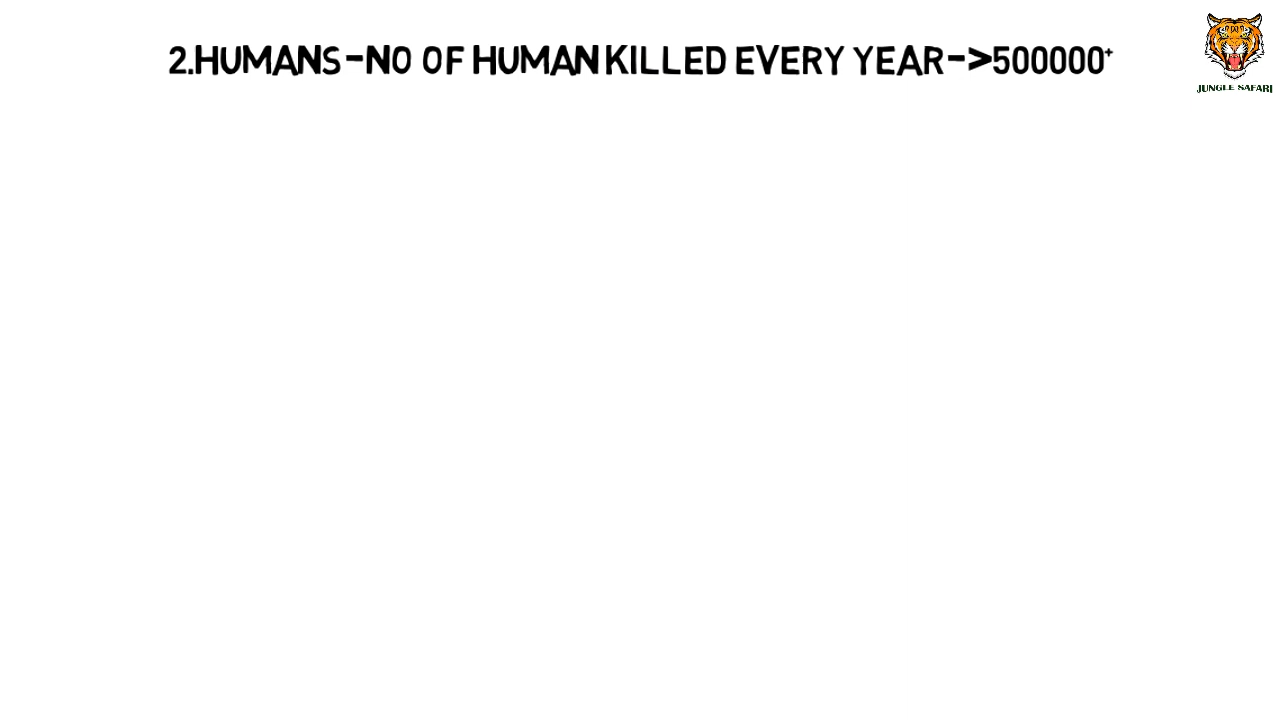 2.HUMANS-NO OF HUMAN KILLED EVERY YEAR->500000+
JUNGLE SAFARI